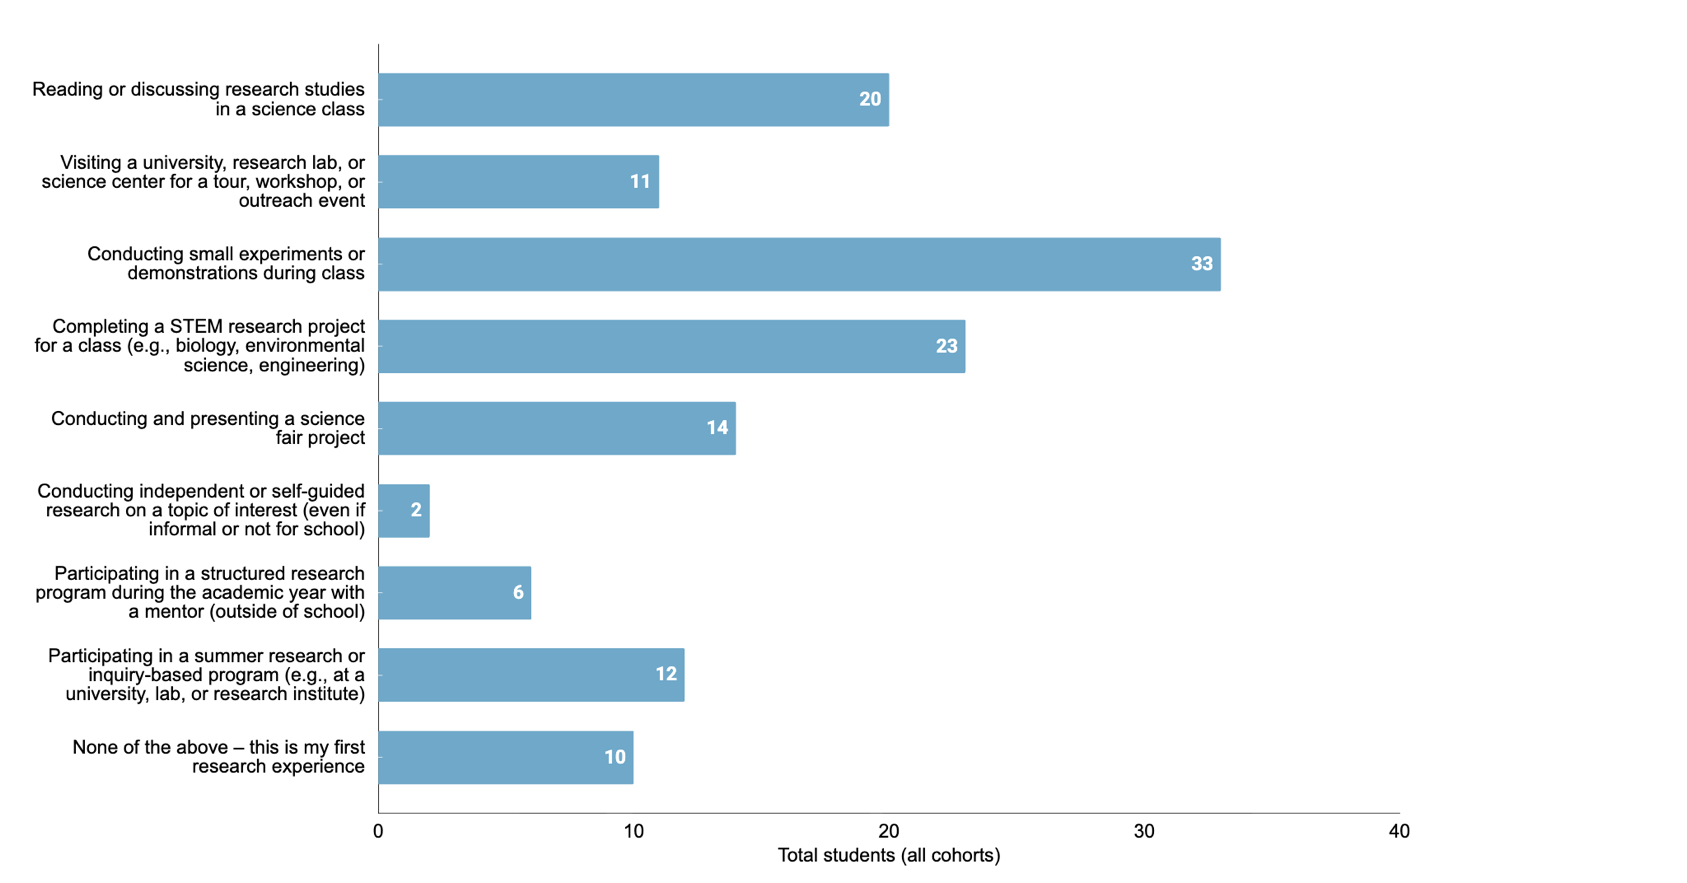 Reading or discussing research studies
in a science class
20
Visiting a university, research lab, or
science center for a tour, workshop, or
outreach event
11
Conducting small experiments or
demonstrations during class
33
Completing a STEM research project
for a class (e.g., biology, environmental
science, engineering)
23
Conducting and presenting a science
fair project
14
Conducting independent or self-guided
research on a topic of interest (even if
informal or not for school)
2
Participating in a structured research
program during the academic year with
a mentor (outside of school)
6
Participating in a summer research or
inquiry-based program (e.g., at a
university, lab, or research institute)
12
None of the above – this is my first
research experience
10
0 10 20 30 40
Total students (all cohorts)